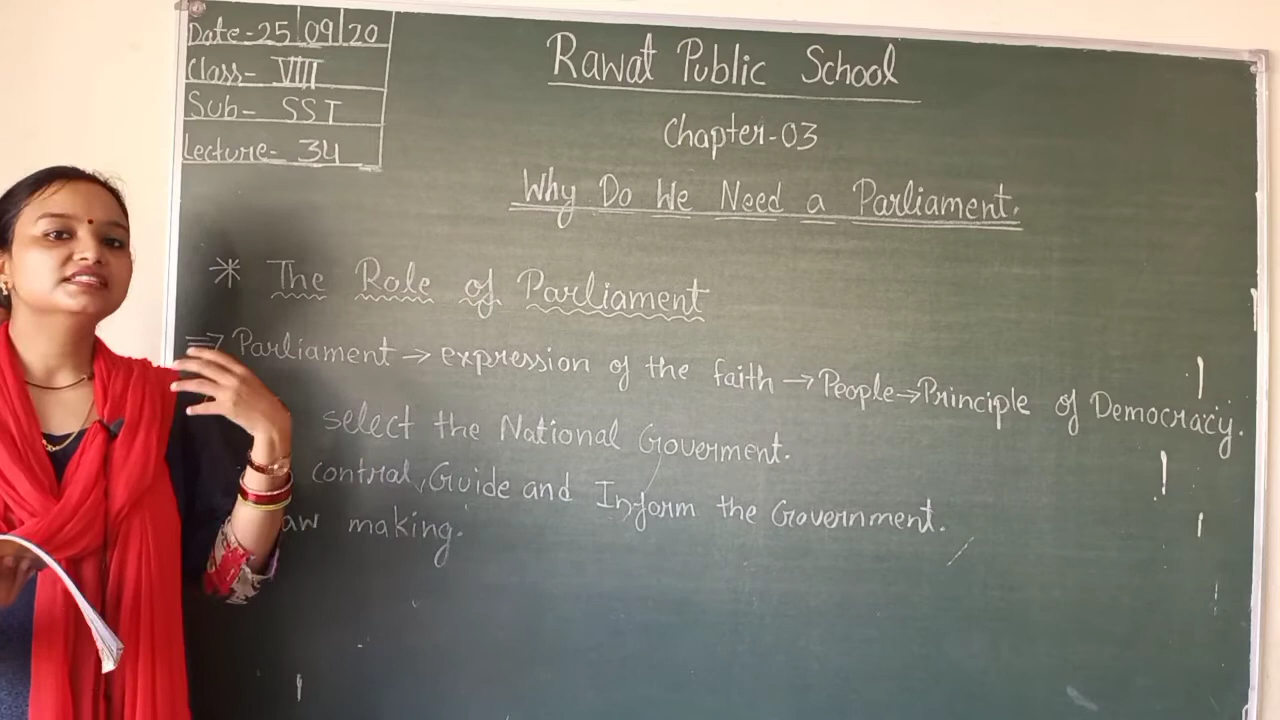 Date-25|09|20
Class- VIII
Sub- SST
Lecture- 34
Rawat Public School
Chapter-03
Why Do We Need a Parliament.
* The Role of Parliament
⇒ Parliament → expression of the faith → People → Principle of Democracy.
select the National Goverment.
control, Guide and Inform the Government.
aw making.